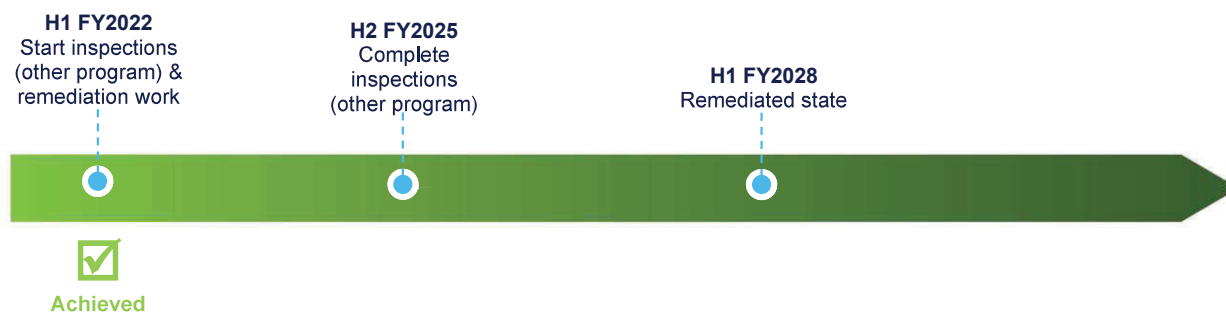 H1 FY2022
Start inspections
(other program) &
remediation work
H2 FY2025
Complete
inspections
(other program)
H1 FY2028
Remediated state
Achieved